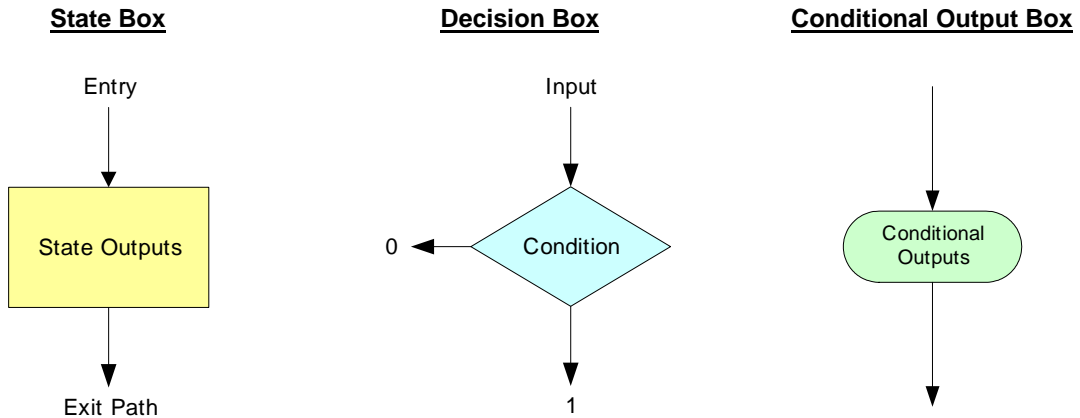 State Box
Decision Box
Conditional Output Box
Entry
Input
State Outputs
0
Condition
Conditional
Outputs
Exit Path
1